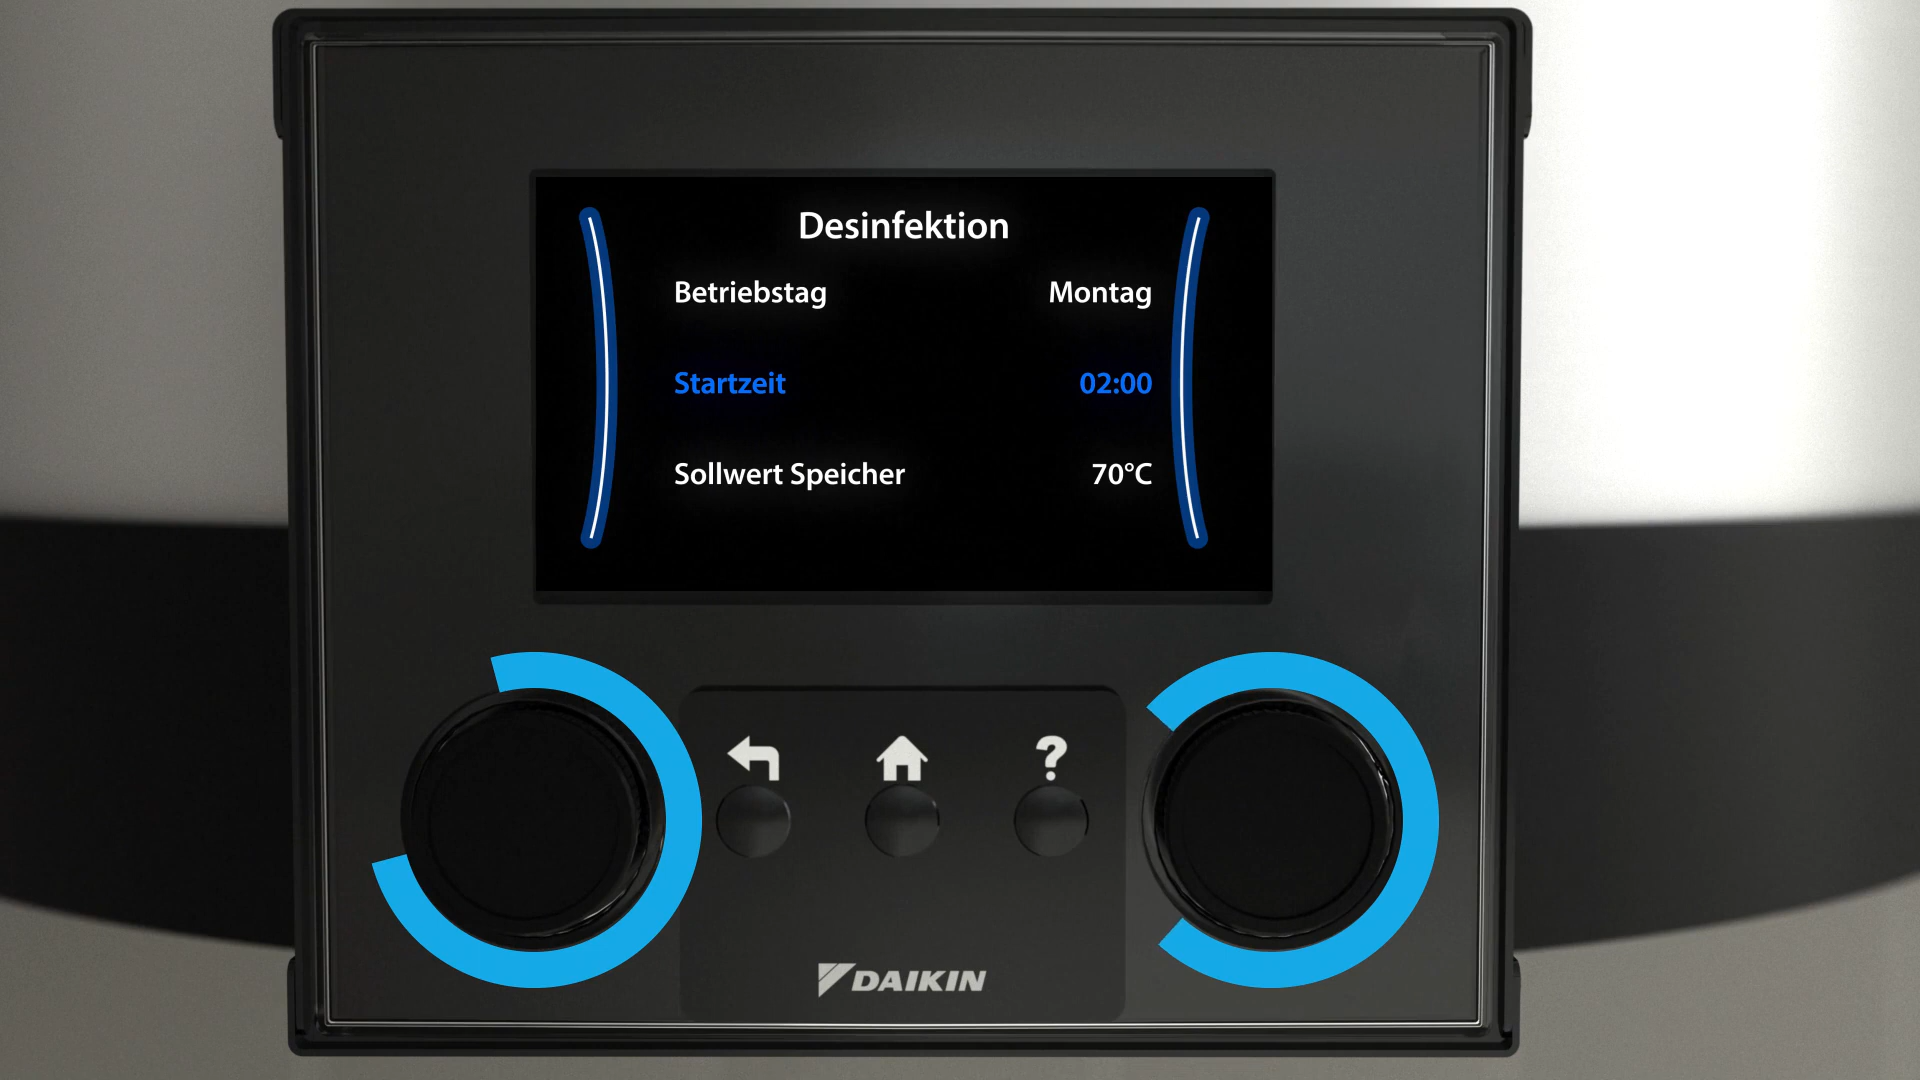 Desinfektion
Betriebstag Montag
Startzeit 02:00
Sollwert Speicher 70°C
?
DAIKIN